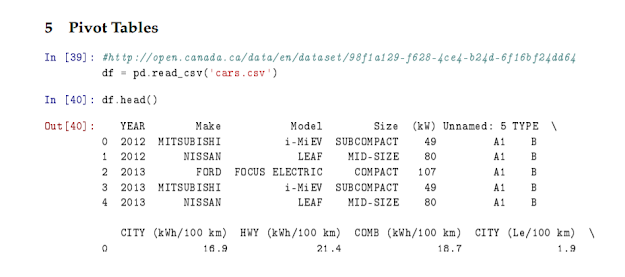 5 Pivot Tables
In [39]: #http://open.canada.ca/data/en/dataset/98f1a129-f628-4ce4-b24d-6f16bf24dd64
df = pd.read_csv('cars.csv')
In [40]: df.head()
Out[40]: YEAR Make Model Size (kW) Unnamed: 5 TYPE \
0 2012 MITSUBISHI i-MiEV SUBCOMPACT 49 A1 B
1 2012 NISSAN LEAF MID-SIZE 80 A1 B
2 2013 FORD FOCUS ELECTRIC COMPACT 107 A1 B
3 2013 MITSUBISHI i-MiEV SUBCOMPACT 49 A1 B
4 2013 NISSAN LEAF MID-SIZE 80 A1 B
CITY (kWh/100 km) HWY (kWh/100 km) COMB (kWh/100 km) CITY (Le/100 km) \
0 16.9 21.4 18.7 1.9